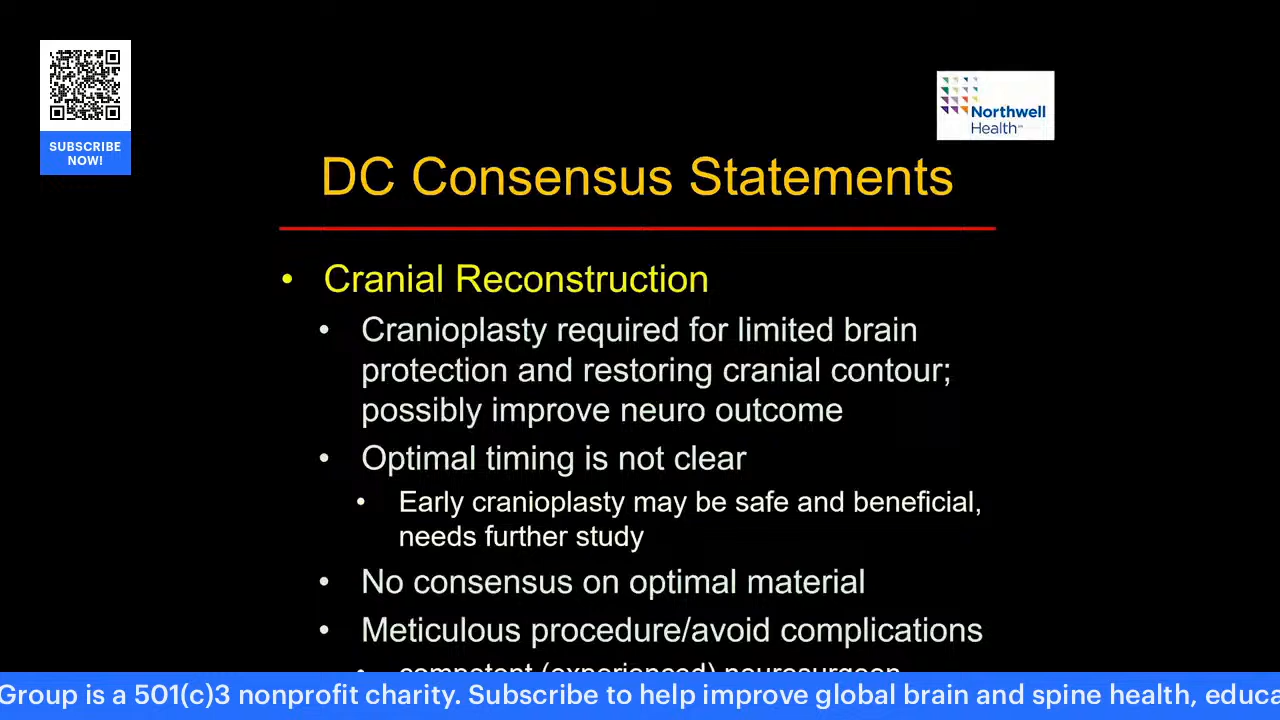 SUBSCRIBE
NOW!
Northwell
Health
DC Consensus Statements
• Cranial Reconstruction
• Cranioplasty required for limited brain
protection and restoring cranial contour;
possibly improve neuro outcome
• Optimal timing is not clear
• Early cranioplasty may be safe and beneficial,
needs further study
• No consensus on optimal material
• Meticulous procedure/avoid complications
• competent (experienced) neurosurgeon
Group is a 501(c)3 nonprofit charity. Subscribe to help improve global brain and spine health, educa